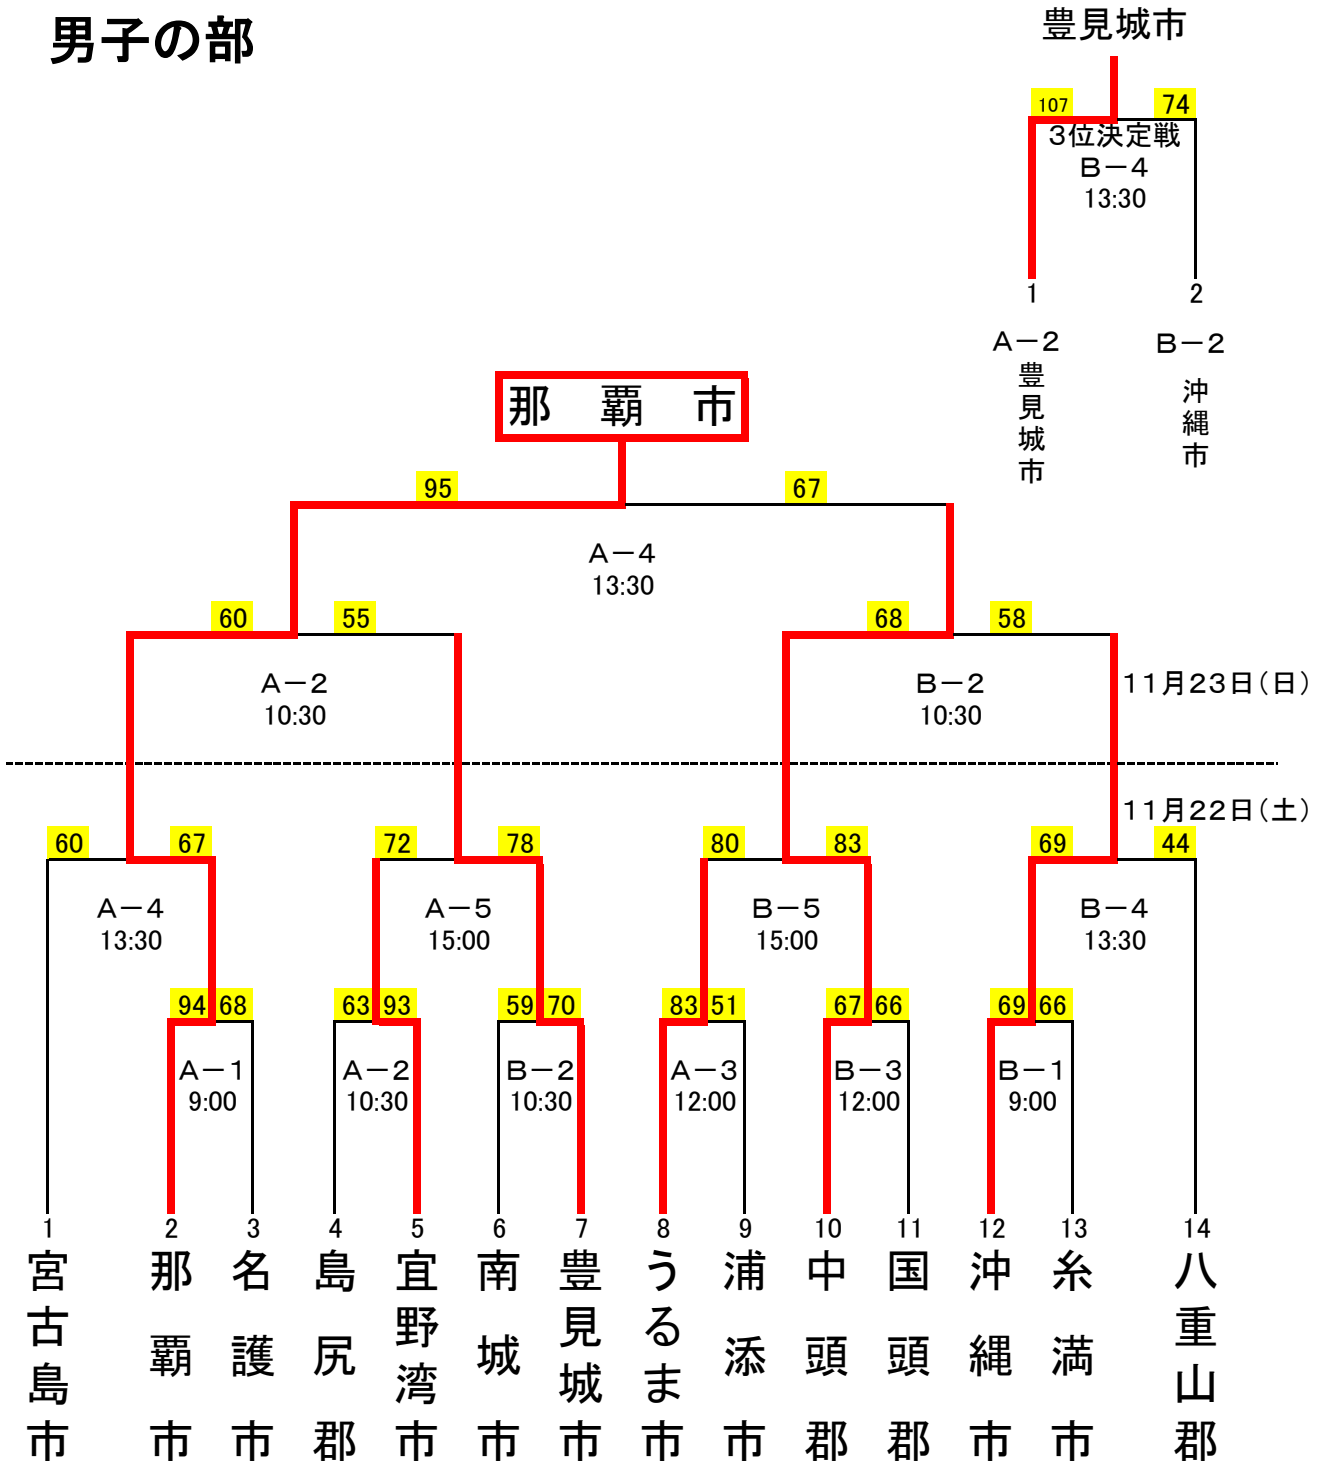 男子の部
豊見城市
107 74
3位決定戦
B－4
13:30
1 2
A－2 B－2
豊見城市 沖縄市
那 覇 市
95 67
A－4
13:30
60 55 68 58
A－2 B－2 11月23日(日)
10:30 10:30
11月22日(土)
60 67 72 78 80 83 69 44
A－4 A－5 B－5 B－4
13:30 15:00 15:00 13:30
94 68 63 93 59 70 83 51 67 66 69 66
A－1 A－2 B－2 A－3 B－3 B－1
9:00 10:30 10:30 12:00 12:00 9:00
1 2 3 4 5 6 7 8 9 10 11 12 13 14
宮古島市 那覇市 名護市 島尻郡 宜野湾市 南城市 豊見城市 うるま市 浦添市 中頭郡 国頭郡 沖縄市 糸満市 八重山郡